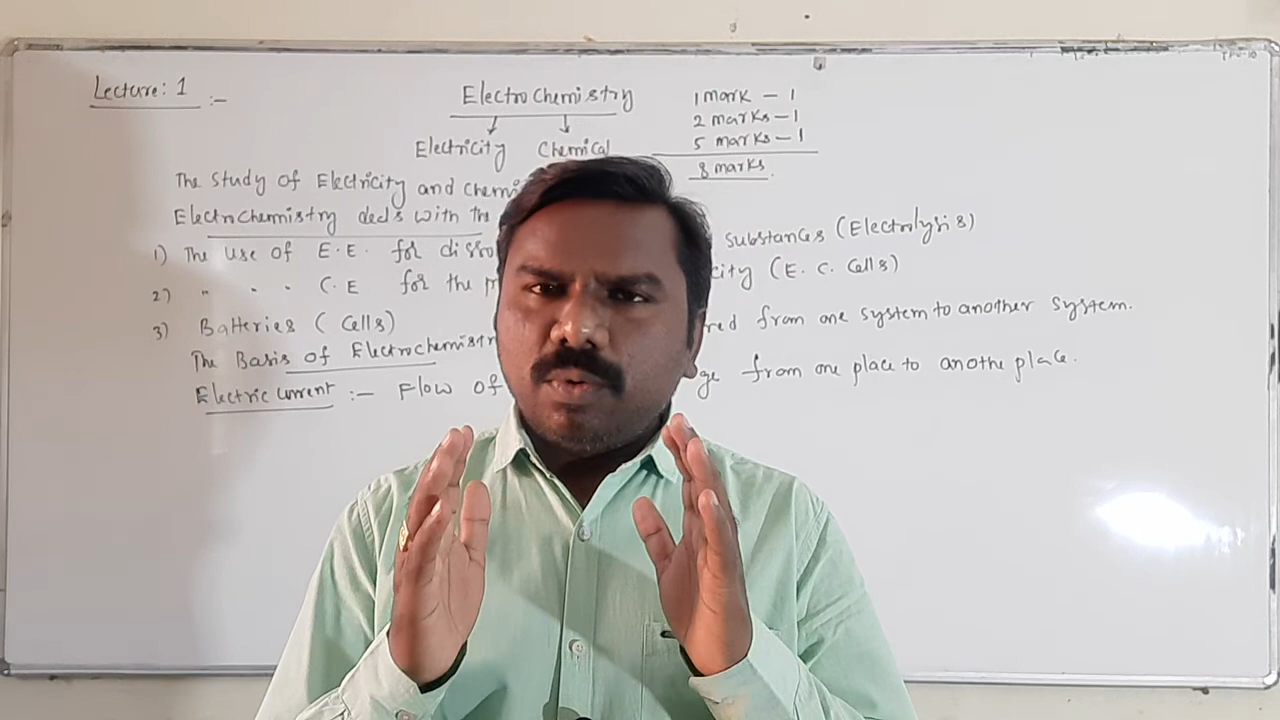 Lecture: 1 :-
ElectroChemistry
1 mark - 1
2 marks - 1
5 marks - 1
8 marks.
Electricity Chemical
The study of Electricity and Chemi
Electrochemistry deals with the
1) The use of E.E. for disso substances (Electrolysis)
2) " " " C.E for the p city (E. C. Cells)
3) Batteries ( Cells)
The Basis of Electrochemistr red from one system to another system.
Electric current :- Flow of ge from one place to anothe place.